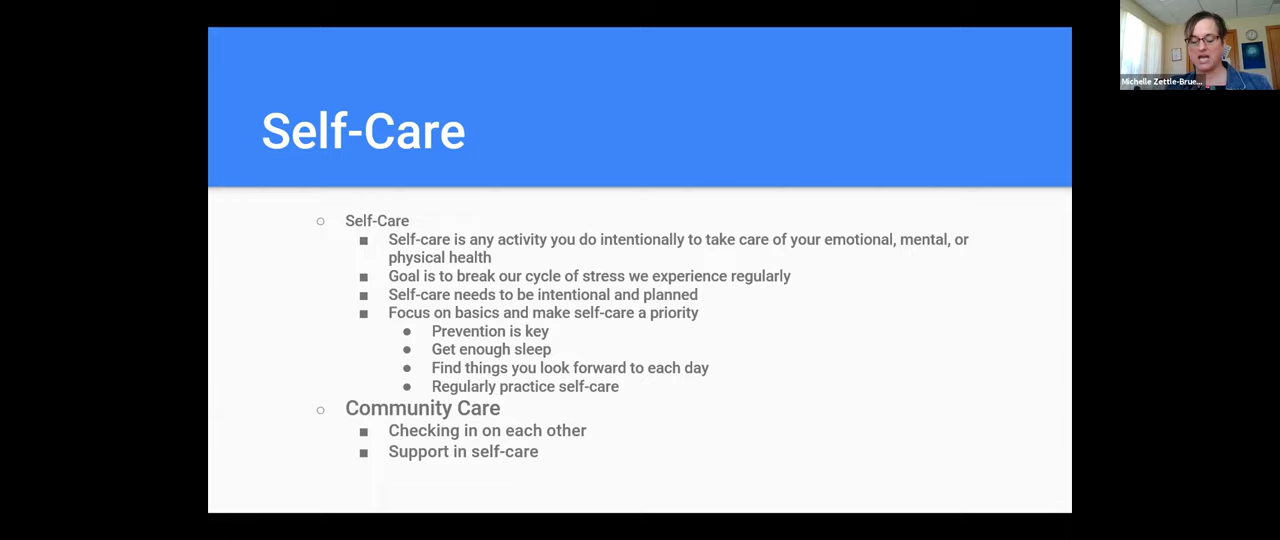 Self-Care
Michelle Zettle-Brue...
Self-Care
Self-care is any activity you do intentionally to take care of your emotional, mental, or
physical health
Goal is to break our cycle of stress we experience regularly
Self-care needs to be intentional and planned
Focus on basics and make self-care a priority
Prevention is key
Get enough sleep
Find things you look forward to each day
Regularly practice self-care
Community Care
Checking in on each other
Support in self-care